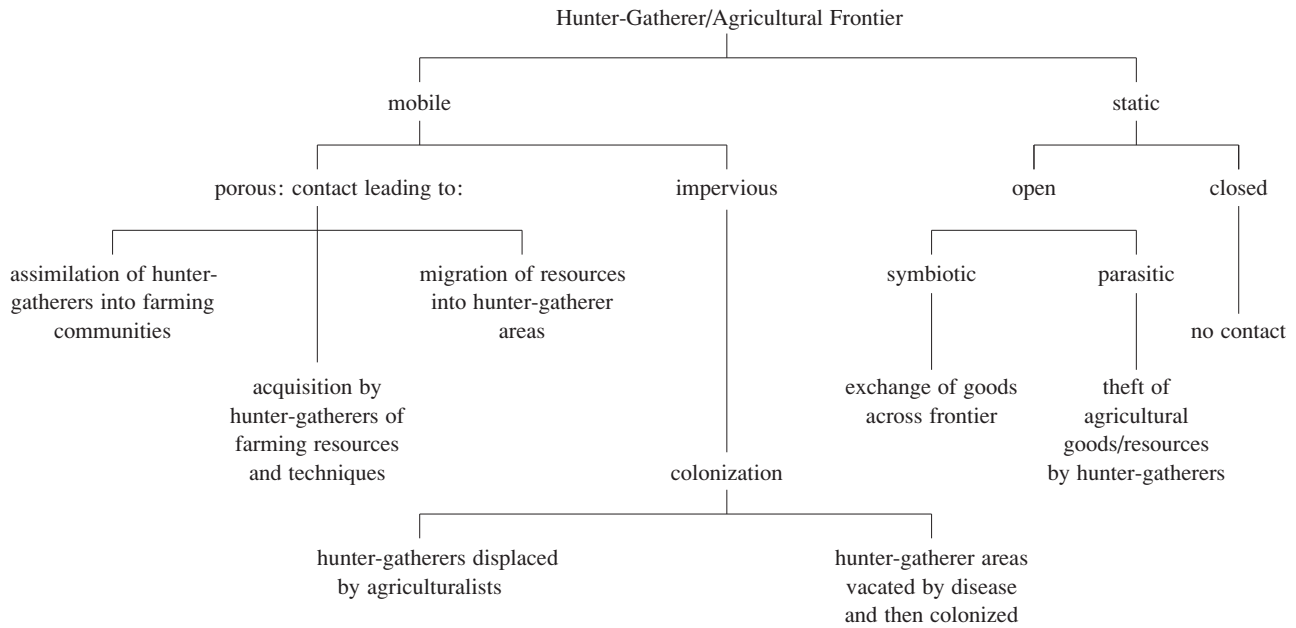 Hunter-Gatherer/Agricultural Frontier
mobile
static
porous: contact leading to:
impervious
open
closed
assimilation of hunter-
gatherers into farming
communities
migration of resources
into hunter-gatherer
areas
symbiotic
parasitic
no contact
acquisition by
hunter-gatherers of
farming resources
and techniques
exchange of goods
across frontier
theft of
agricultural
goods/resources
by hunter-gatherers
colonization
hunter-gatherers displaced
by agriculturalists
hunter-gatherer areas
vacated by disease
and then colonized